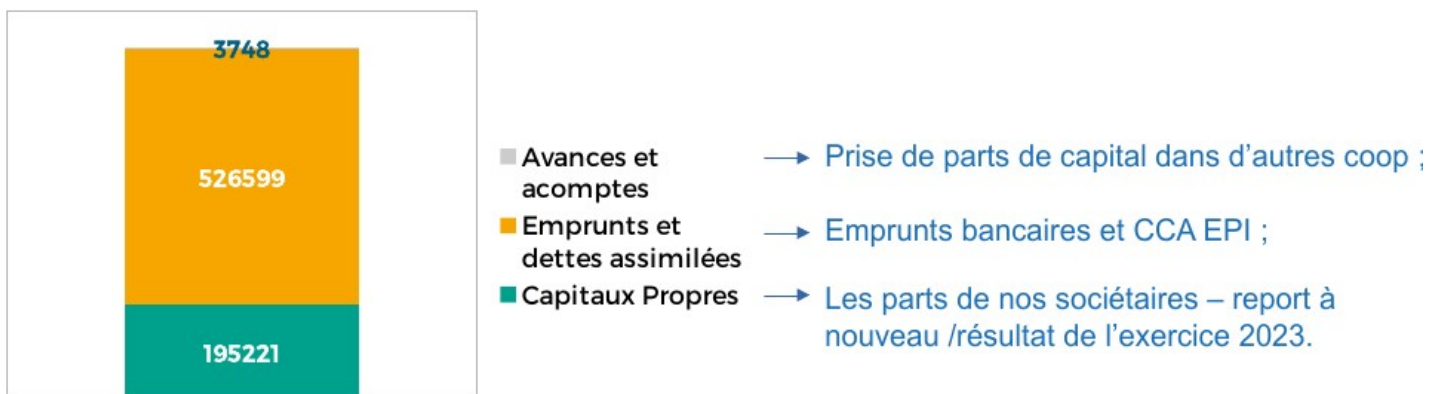 3748
526599
195221
Avances et
acomptes
Emprunts et
dettes assimilées
Capitaux Propres
Prise de parts de capital dans d’autres coop ;
Emprunts bancaires et CCA EPI ;
Les parts de nos sociétaires – report à
nouveau /résultat de l’exercice 2023.